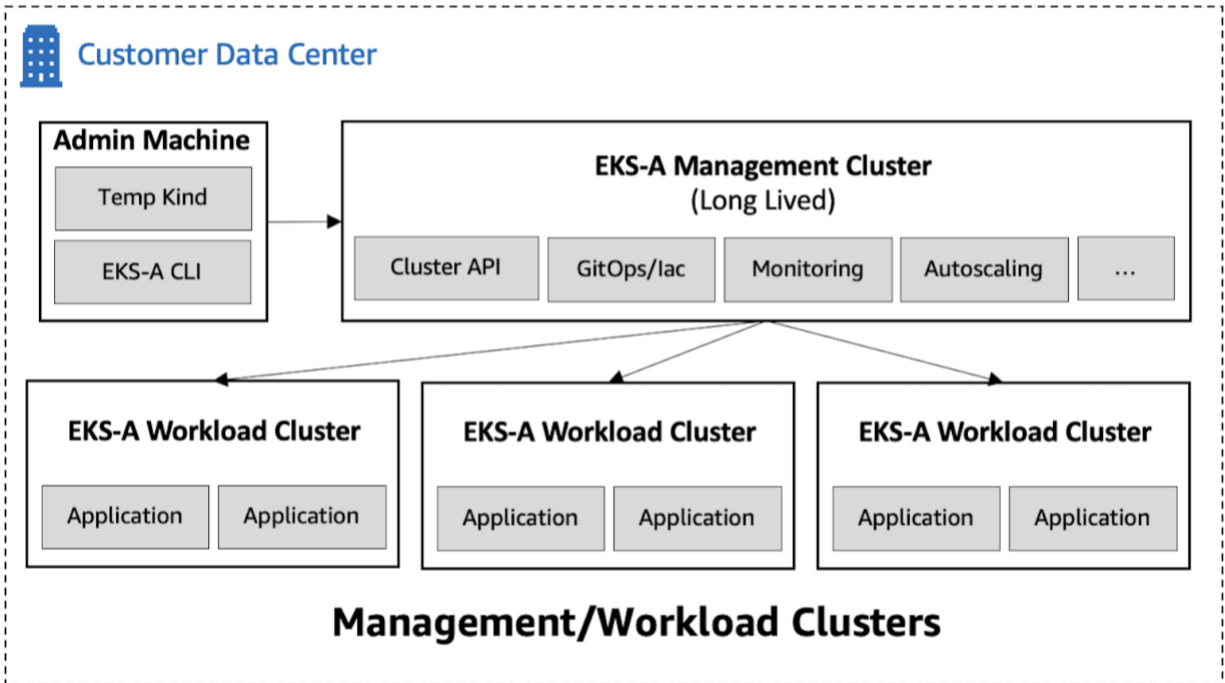 Customer Data Center
Admin Machine
Temp Kind
EKS-A CLI
EKS-A Management Cluster
(Long Lived)
Cluster API
GitOps/Iac
Monitoring
Autoscaling
...
EKS-A Workload Cluster
Application
Application
EKS-A Workload Cluster
Application
Application
EKS-A Workload Cluster
Application
Application
Management/Workload Clusters